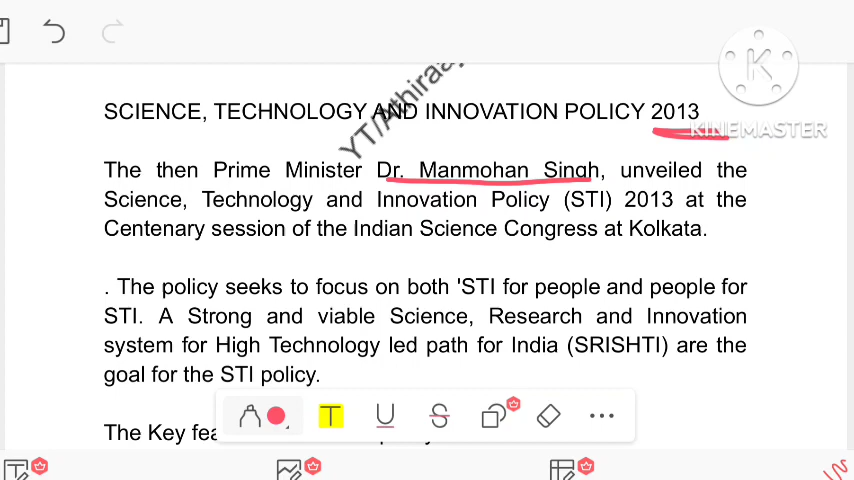 SCIENCE, TECHNOLOGY AND INNOVATION POLICY 2013
KINEMASTER
YT/Athiraa
The then Prime Minister Dr. Manmohan Singh, unveiled the
Science, Technology and Innovation Policy (STI) 2013 at the
Centenary session of the Indian Science Congress at Kolkata.
. The policy seeks to focus on both 'STI for people and people for
STI. A Strong and viable Science, Research and Innovation
system for High Technology led path for India (SRISHTI) are the
goal for the STI policy.
The Key